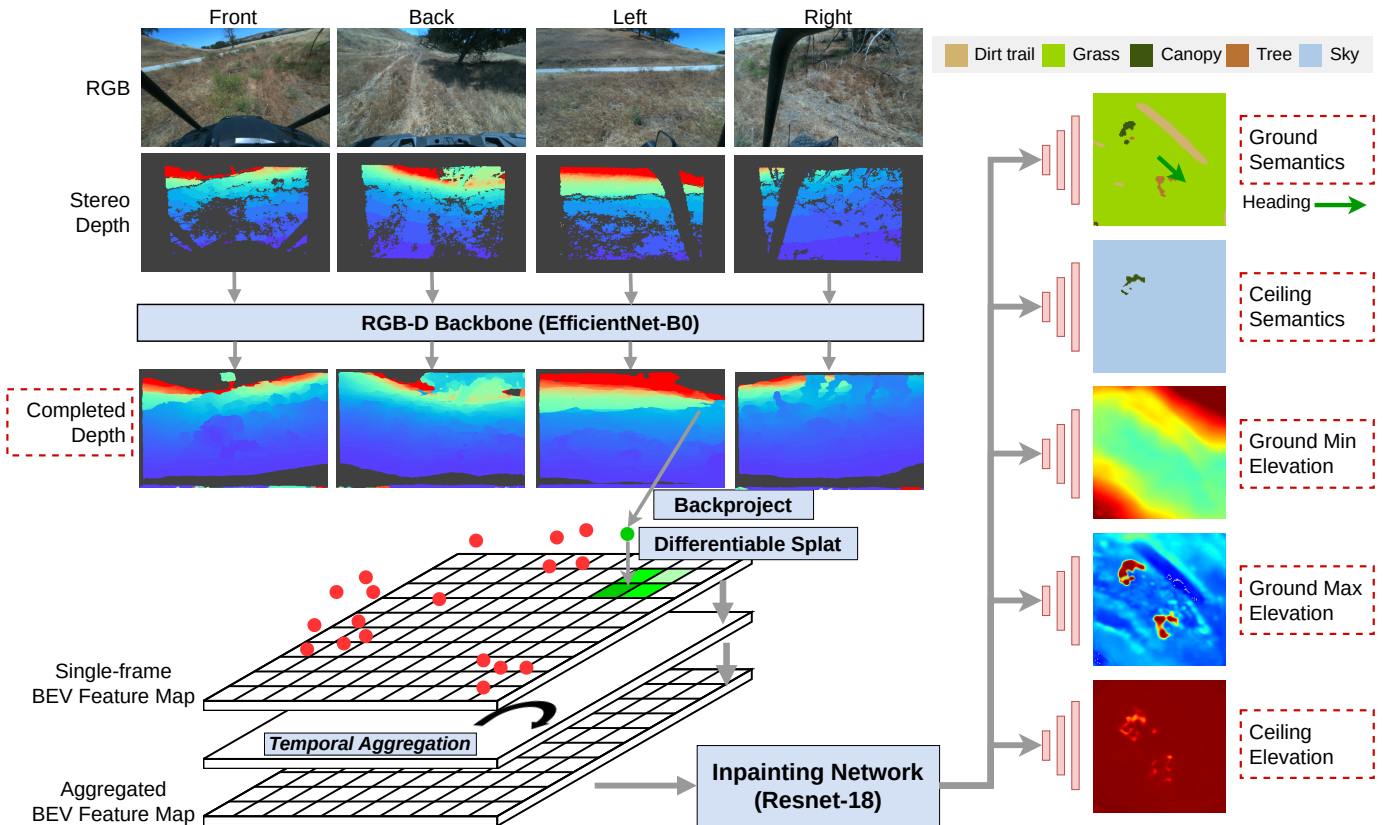 Front
Back
Left
Right
RGB
Stereo
Depth
RGB-D Backbone (EfficientNet-B0)
Completed
Depth
Backproject
Differentiable Splat
Single-frame
BEV Feature Map
Temporal Aggregation
Aggregated
BEV Feature Map
Inpainting Network
(Resnet-18)
Dirt trail
Grass
Canopy
Tree
Sky
Ground
Semantics
Heading
Ceiling
Semantics
Ground Min
Elevation
Ground Max
Elevation
Ceiling
Elevation